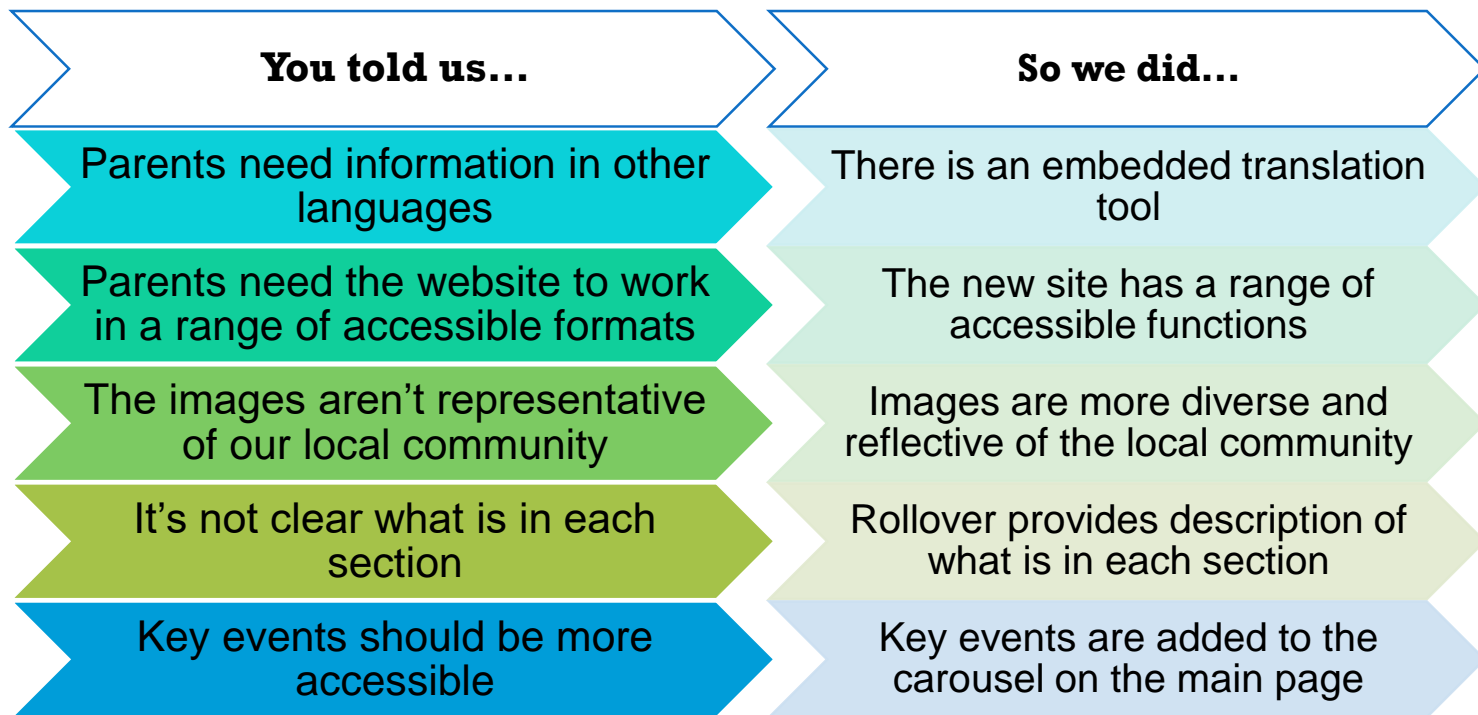 You told us...
So we did...
Parents need information in other
languages
There is an embedded translation
tool
Parents need the website to work
in a range of accessible formats
The new site has a range of
accessible functions
The images aren’t representative
of our local community
Images are more diverse and
reflective of the local community
It’s not clear what is in each
section
Rollover provides description of
what is in each section
Key events should be more
accessible
Key events are added to the
carousel on the main page